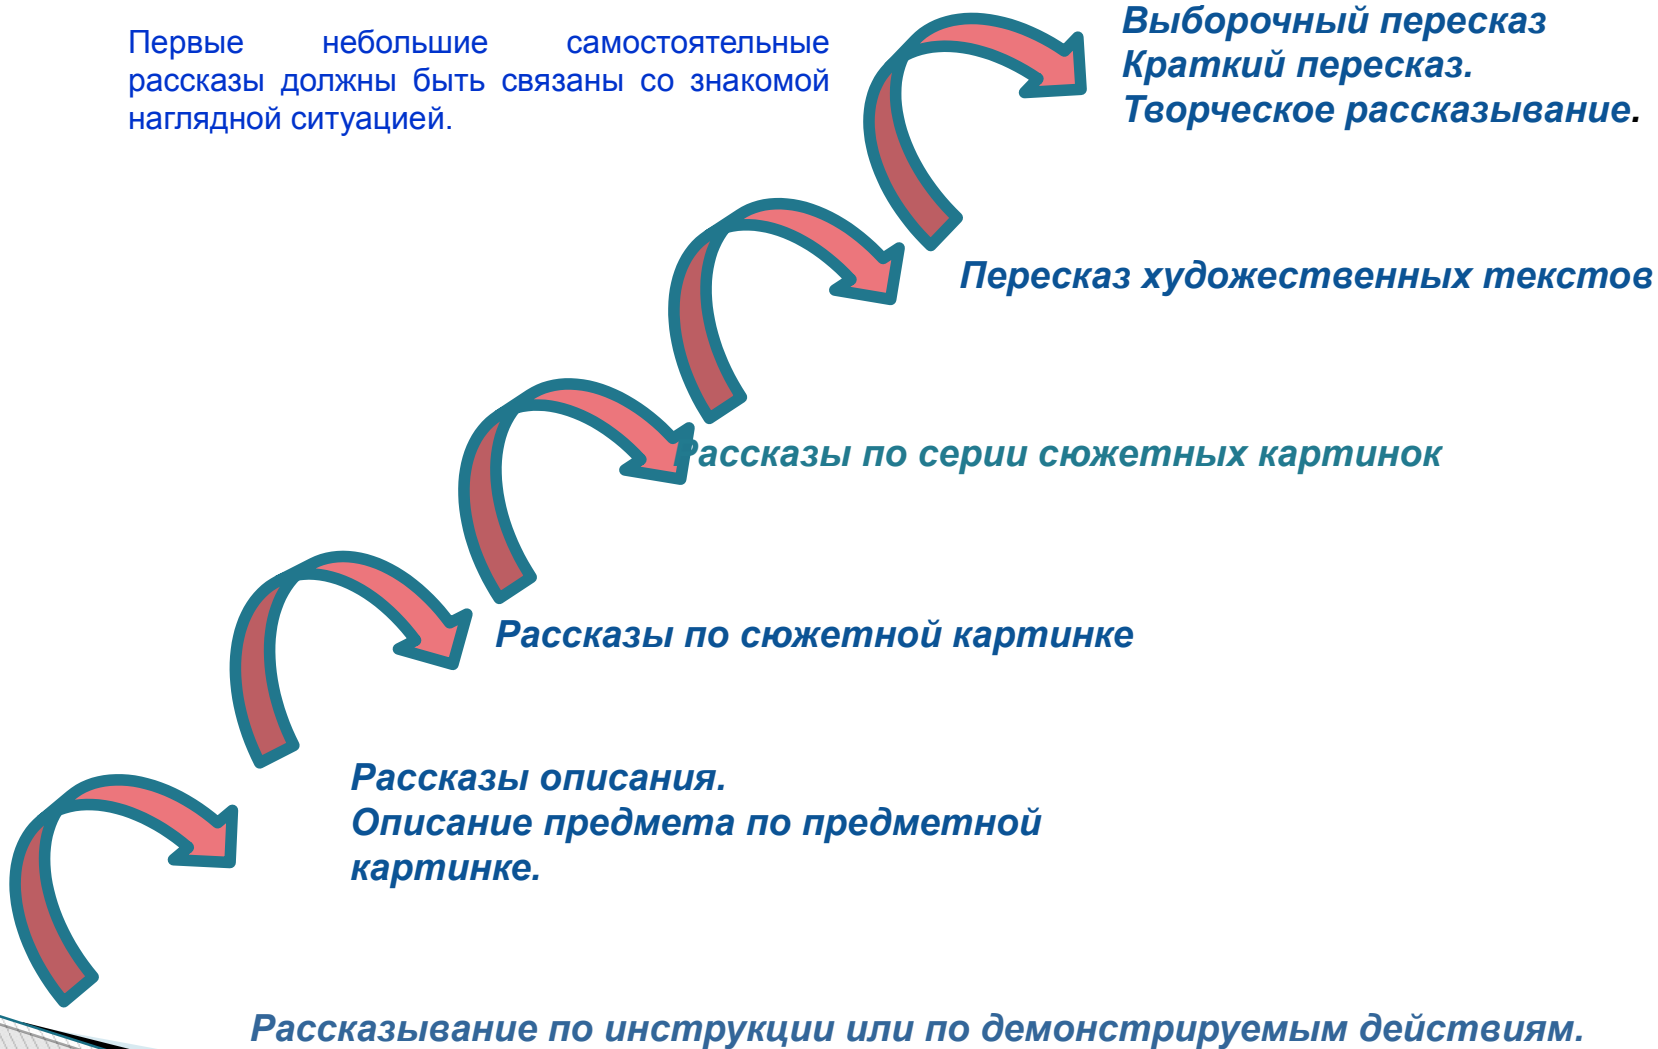 Первые небольшие самостоятельные
рассказы должны быть связаны со знакомой
наглядной ситуацией.
Выборочный пересказ
Краткий пересказ.
Творческое рассказывание.
Пересказ художественных текстов
Рассказы по серии сюжетных картинок
Рассказы по сюжетной картинке
Рассказы описания.
Описание предмета по предметной
картинке.
Рассказывание по инструкции или по демонстрируемым действиям.